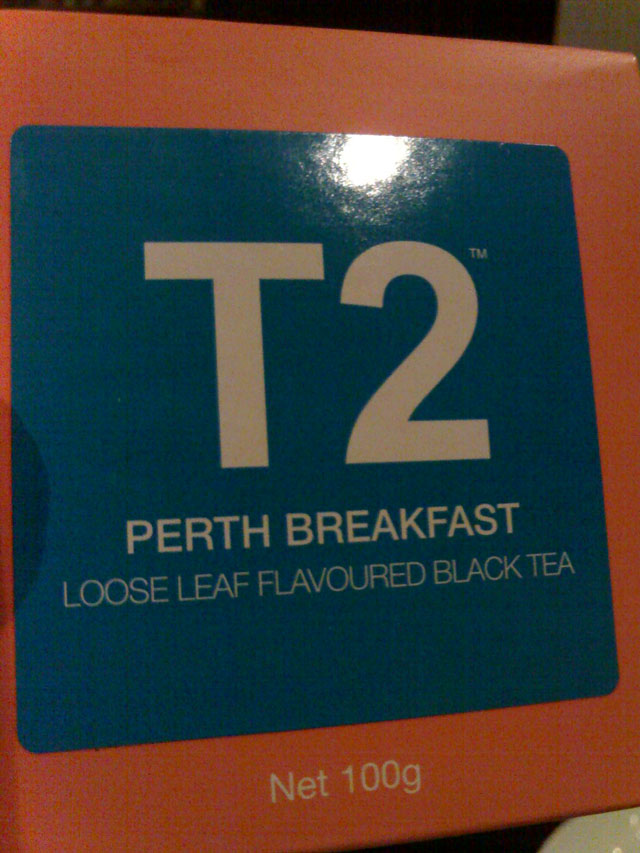 T2™
PERTH BREAKFAST
LOOSE LEAF FLAVOURED BLACK TEA
Net 100g